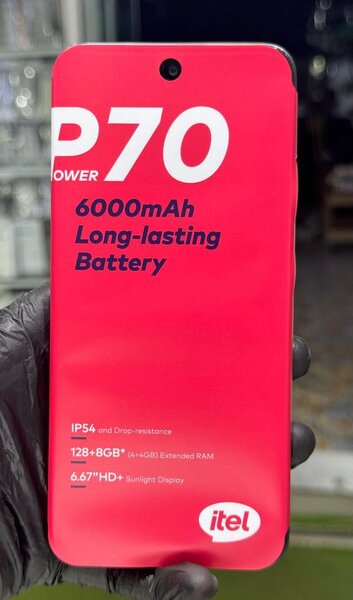 P70
OWER
6000mAh
Long-lasting
Battery
IP54 and Drop-resistance
128+8GB* (4+4GB) Extended RAM
6.67"HD+ Sunlight Display
itel